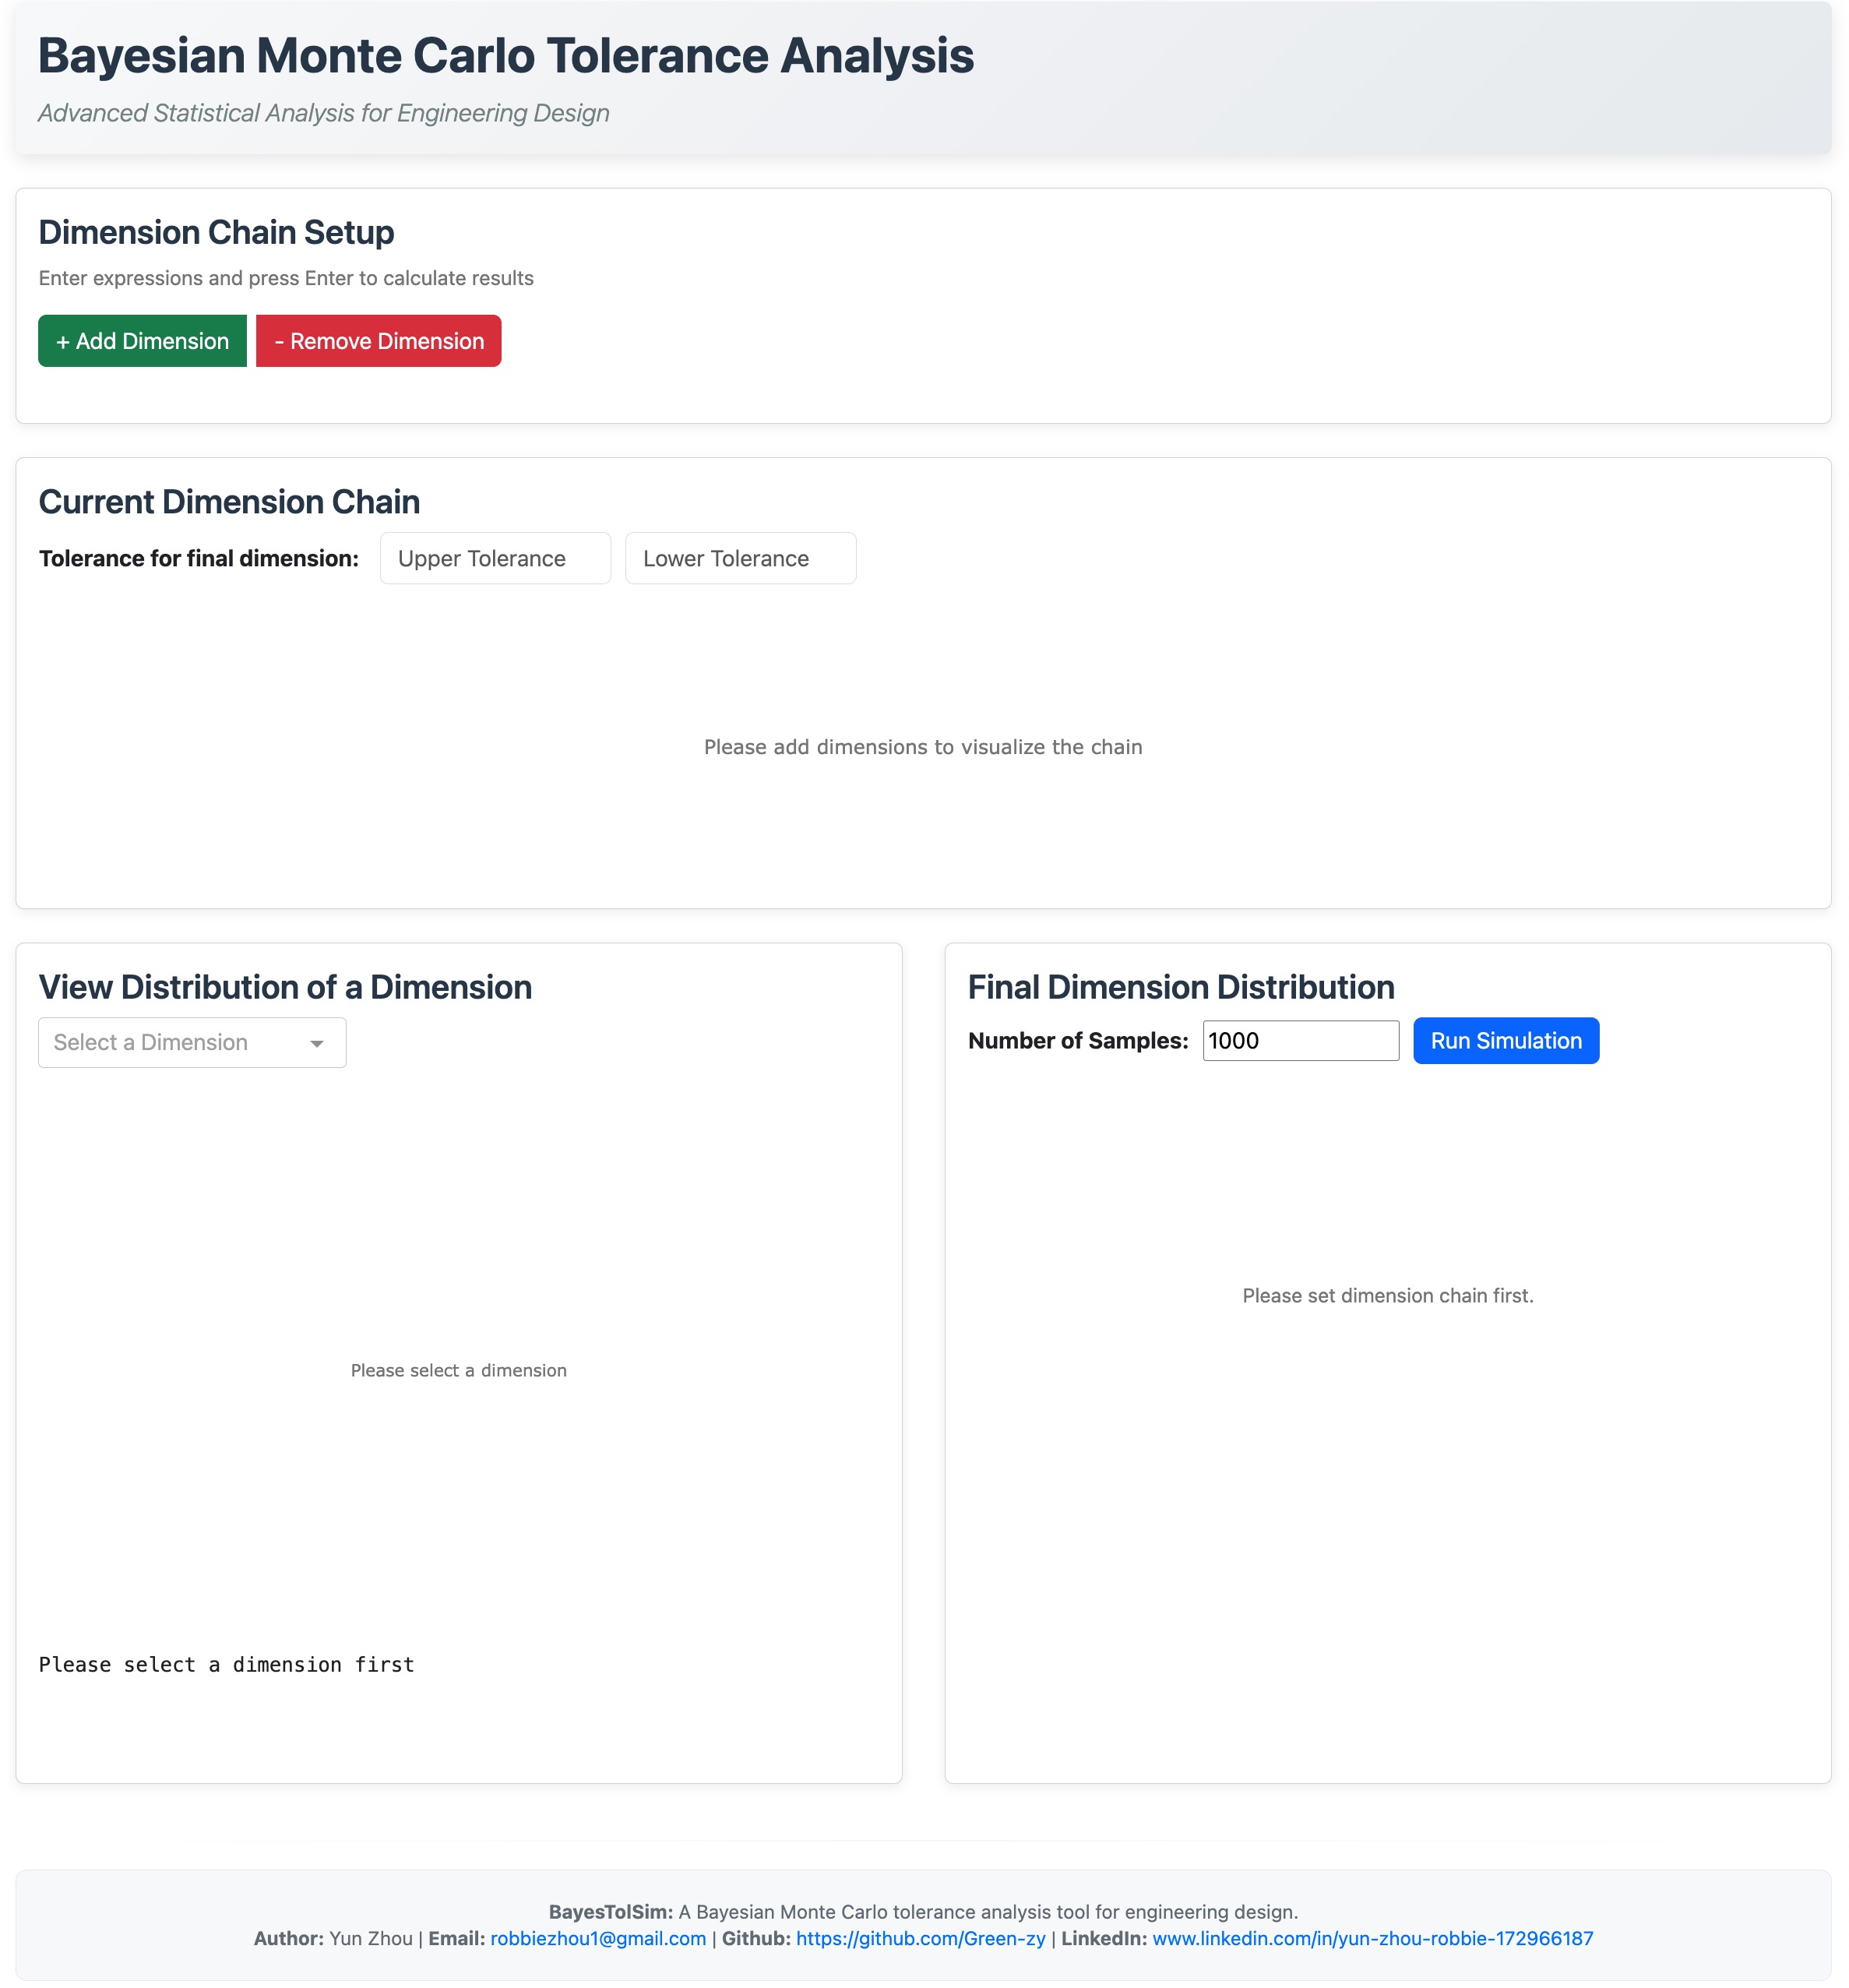 Bayesian Monte Carlo Tolerance Analysis
Advanced Statistical Analysis for Engineering Design
Dimension Chain Setup
Enter expressions and press Enter to calculate results
+ Add Dimension - Remove Dimension
Current Dimension Chain
Tolerance for final dimension: Upper Tolerance Lower Tolerance
Please add dimensions to visualize the chain
View Distribution of a Dimension
Select a Dimension
Please select a dimension
Please select a dimension first
Final Dimension Distribution
Number of Samples: 1000 Run Simulation
Please set dimension chain first.
BayesTolSim: A Bayesian Monte Carlo tolerance analysis tool for engineering design.
Author: Yun Zhou | Email: robbiezhou1@gmail.com | Github: https://github.com/Green-zy | LinkedIn: www.linkedin.com/in/yun-zhou-robbie-172966187